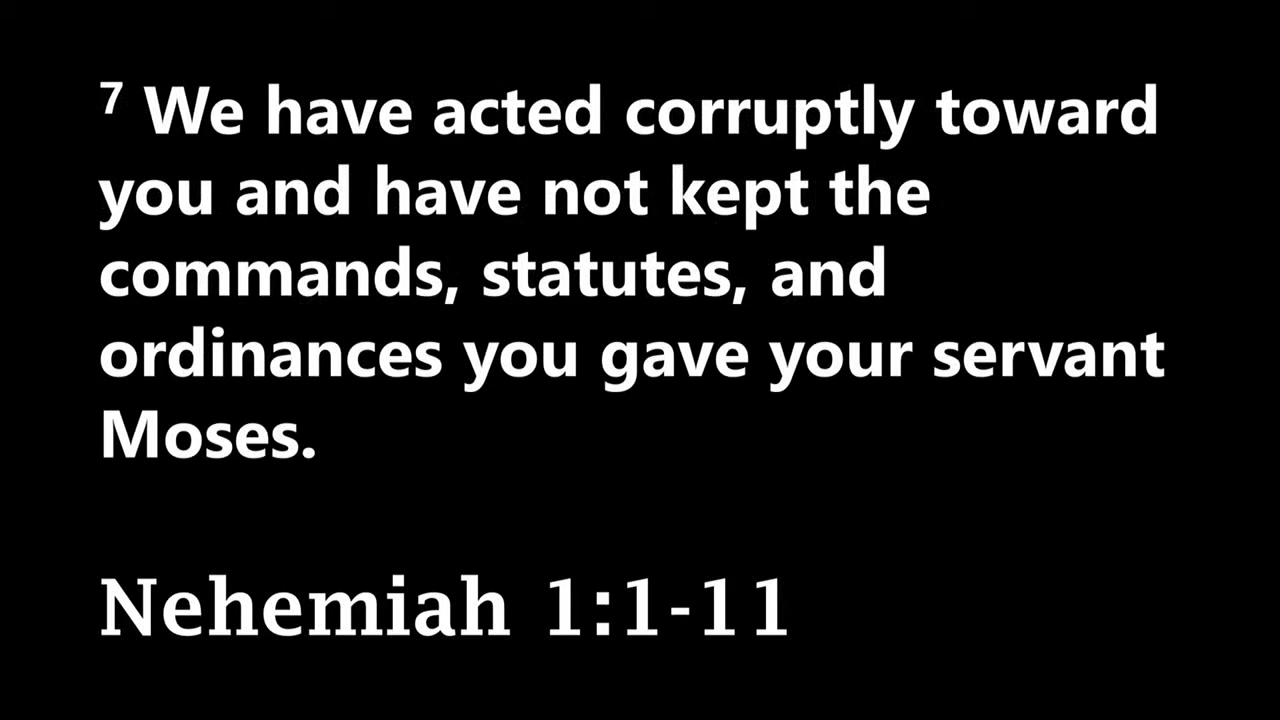 ⁷ We have acted corruptly toward
you and have not kept the
commands, statutes, and
ordinances you gave your servant
Moses.
Nehemiah 1:1-11